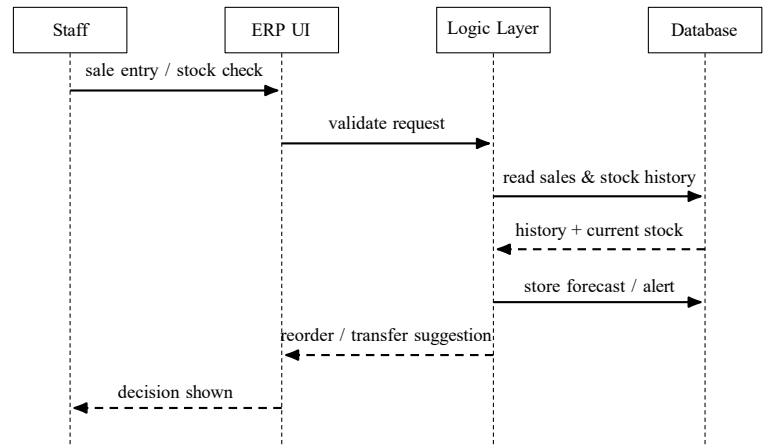 Staff
ERP UI
Logic Layer
Database
sale entry / stock check
validate request
read sales & stock history
history + current stock
store forecast / alert
reorder / transfer suggestion
decision shown